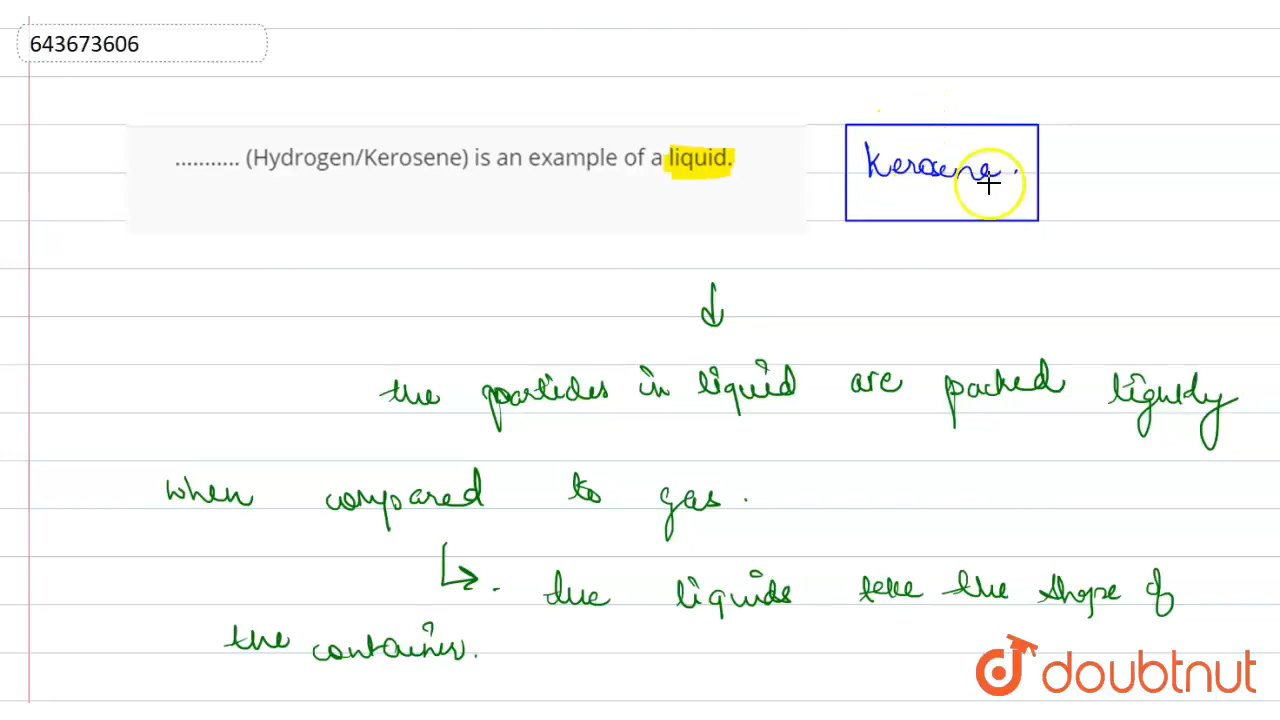 643673606
........... (Hydrogen/Kerosene) is an example of a liquid.
Kerosene.
the particles in liquid are packed tightly
when compared to gas.
. The liquids take the shape of
the container.
doubtnut